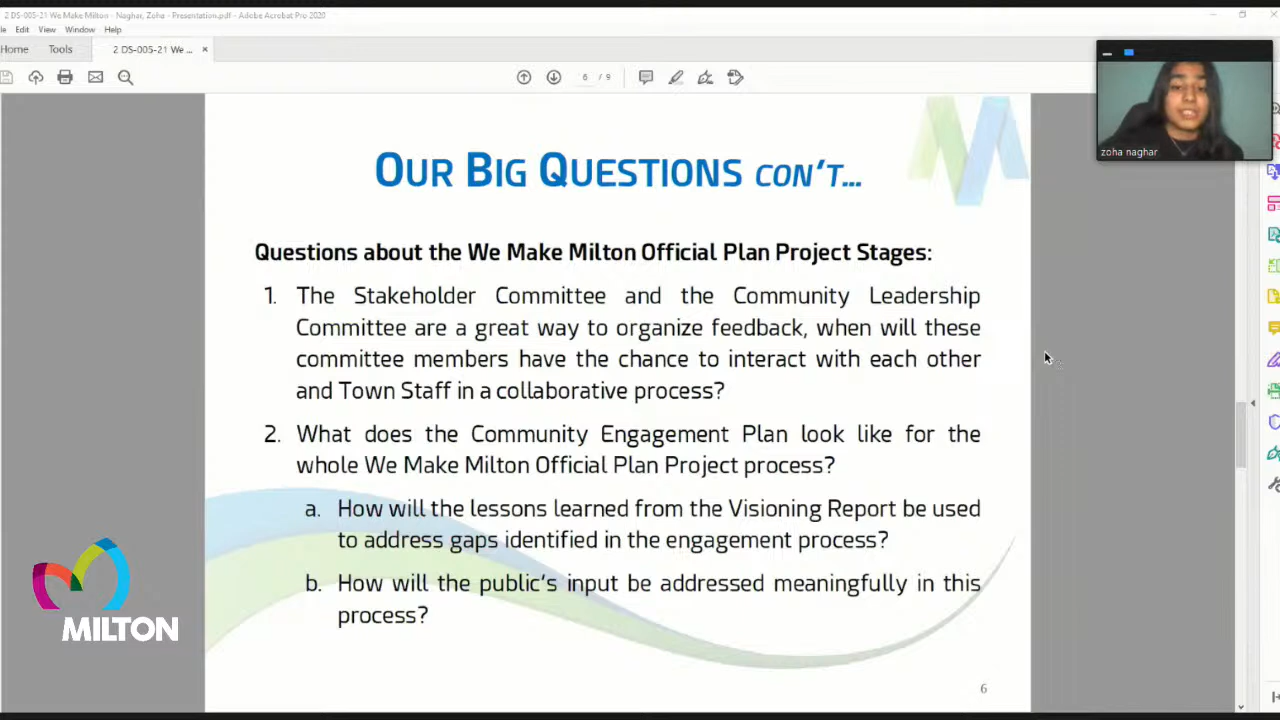 2 DS-005-21 We Make Milton - Naghar, Zoha - Presentation.pdf - Adobe Acrobat Pro 2020
Edit View Window Help
Home Tools 2 DS-005-21 We ... ×
6 / 9
zoha naghar
OUR BIG QUESTIONS CON'T...
Questions about the We Make Milton Official Plan Project Stages:
1. The Stakeholder Committee and the Community Leadership
Committee are a great way to organize feedback, when will these
committee members have the chance to interact with each other
and Town Staff in a collaborative process?
2. What does the Community Engagement Plan look like for the
whole We Make Milton Official Plan Project process?
a. How will the lessons learned from the Visioning Report be used
to address gaps identified in the engagement process?
b. How will the public's input be addressed meaningfully in this
process?
MILTON
6